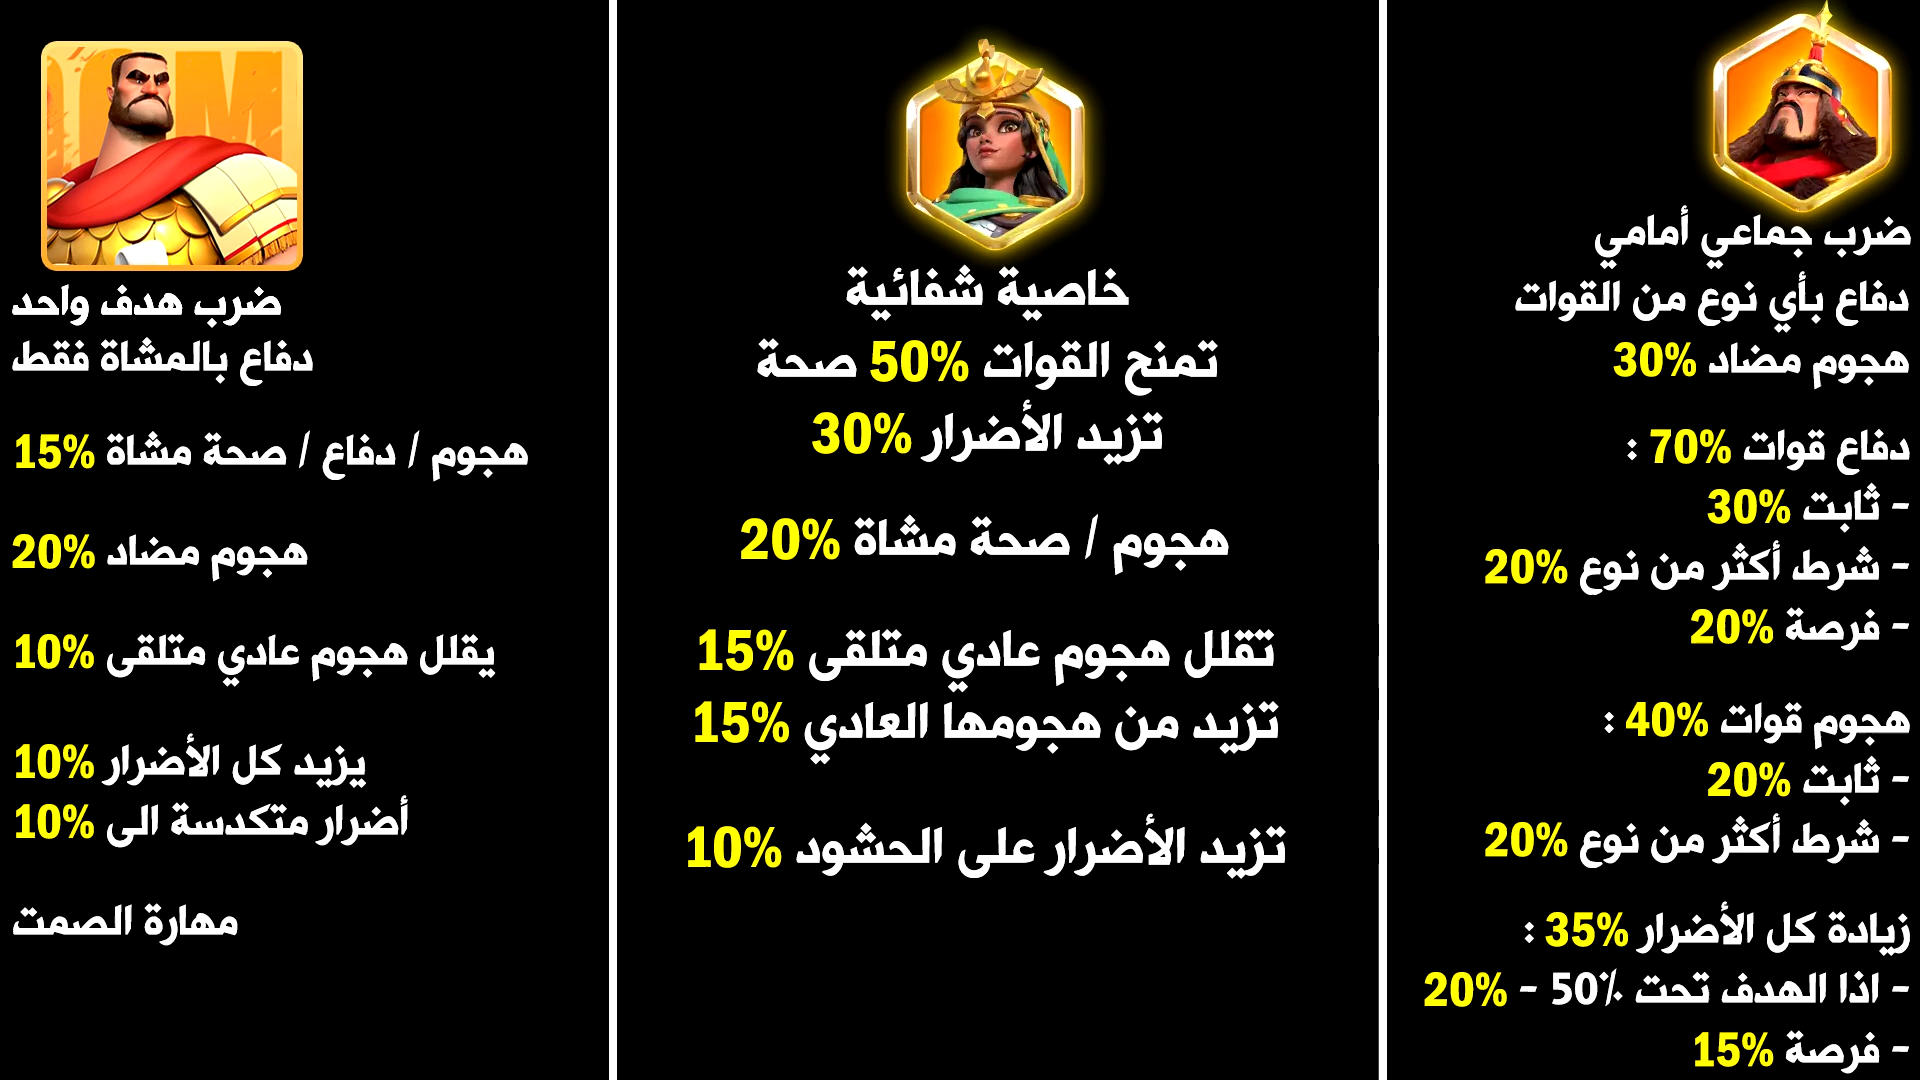 ضرب جماعي أمامي
دفاع بأي نوع من القوات
هجوم مضاد 30%
دفاع قوات 70% :
- ثابت 30%
- شرط أكثر من نوع 20%
- فرصة 20%
هجوم قوات 40% :
- ثابت 20%
- شرط أكثر من نوع 20%
زيادة كل الأضرار 35% :
- اذا الهدف تحت 50٪ - 20%
- فرصة 15%
خاصية شفائية
تمنح القوات 50% صحة
تزيد الأضرار 30%
هجوم / صحة مشاة 20%
تقلل هجوم عادي متلقى 15%
تزيد من هجومها العادي 15%
تزيد الأضرار على الحشود 10%
ضرب هدف واحد
دفاع بالمشاة فقط
هجوم / دفاع / صحة مشاة 15%
هجوم مضاد 20%
يقلل هجوم عادي متلقى 10%
يزيد كل الأضرار 10%
أضرار متكدسة الى 10%
مهارة الصمت